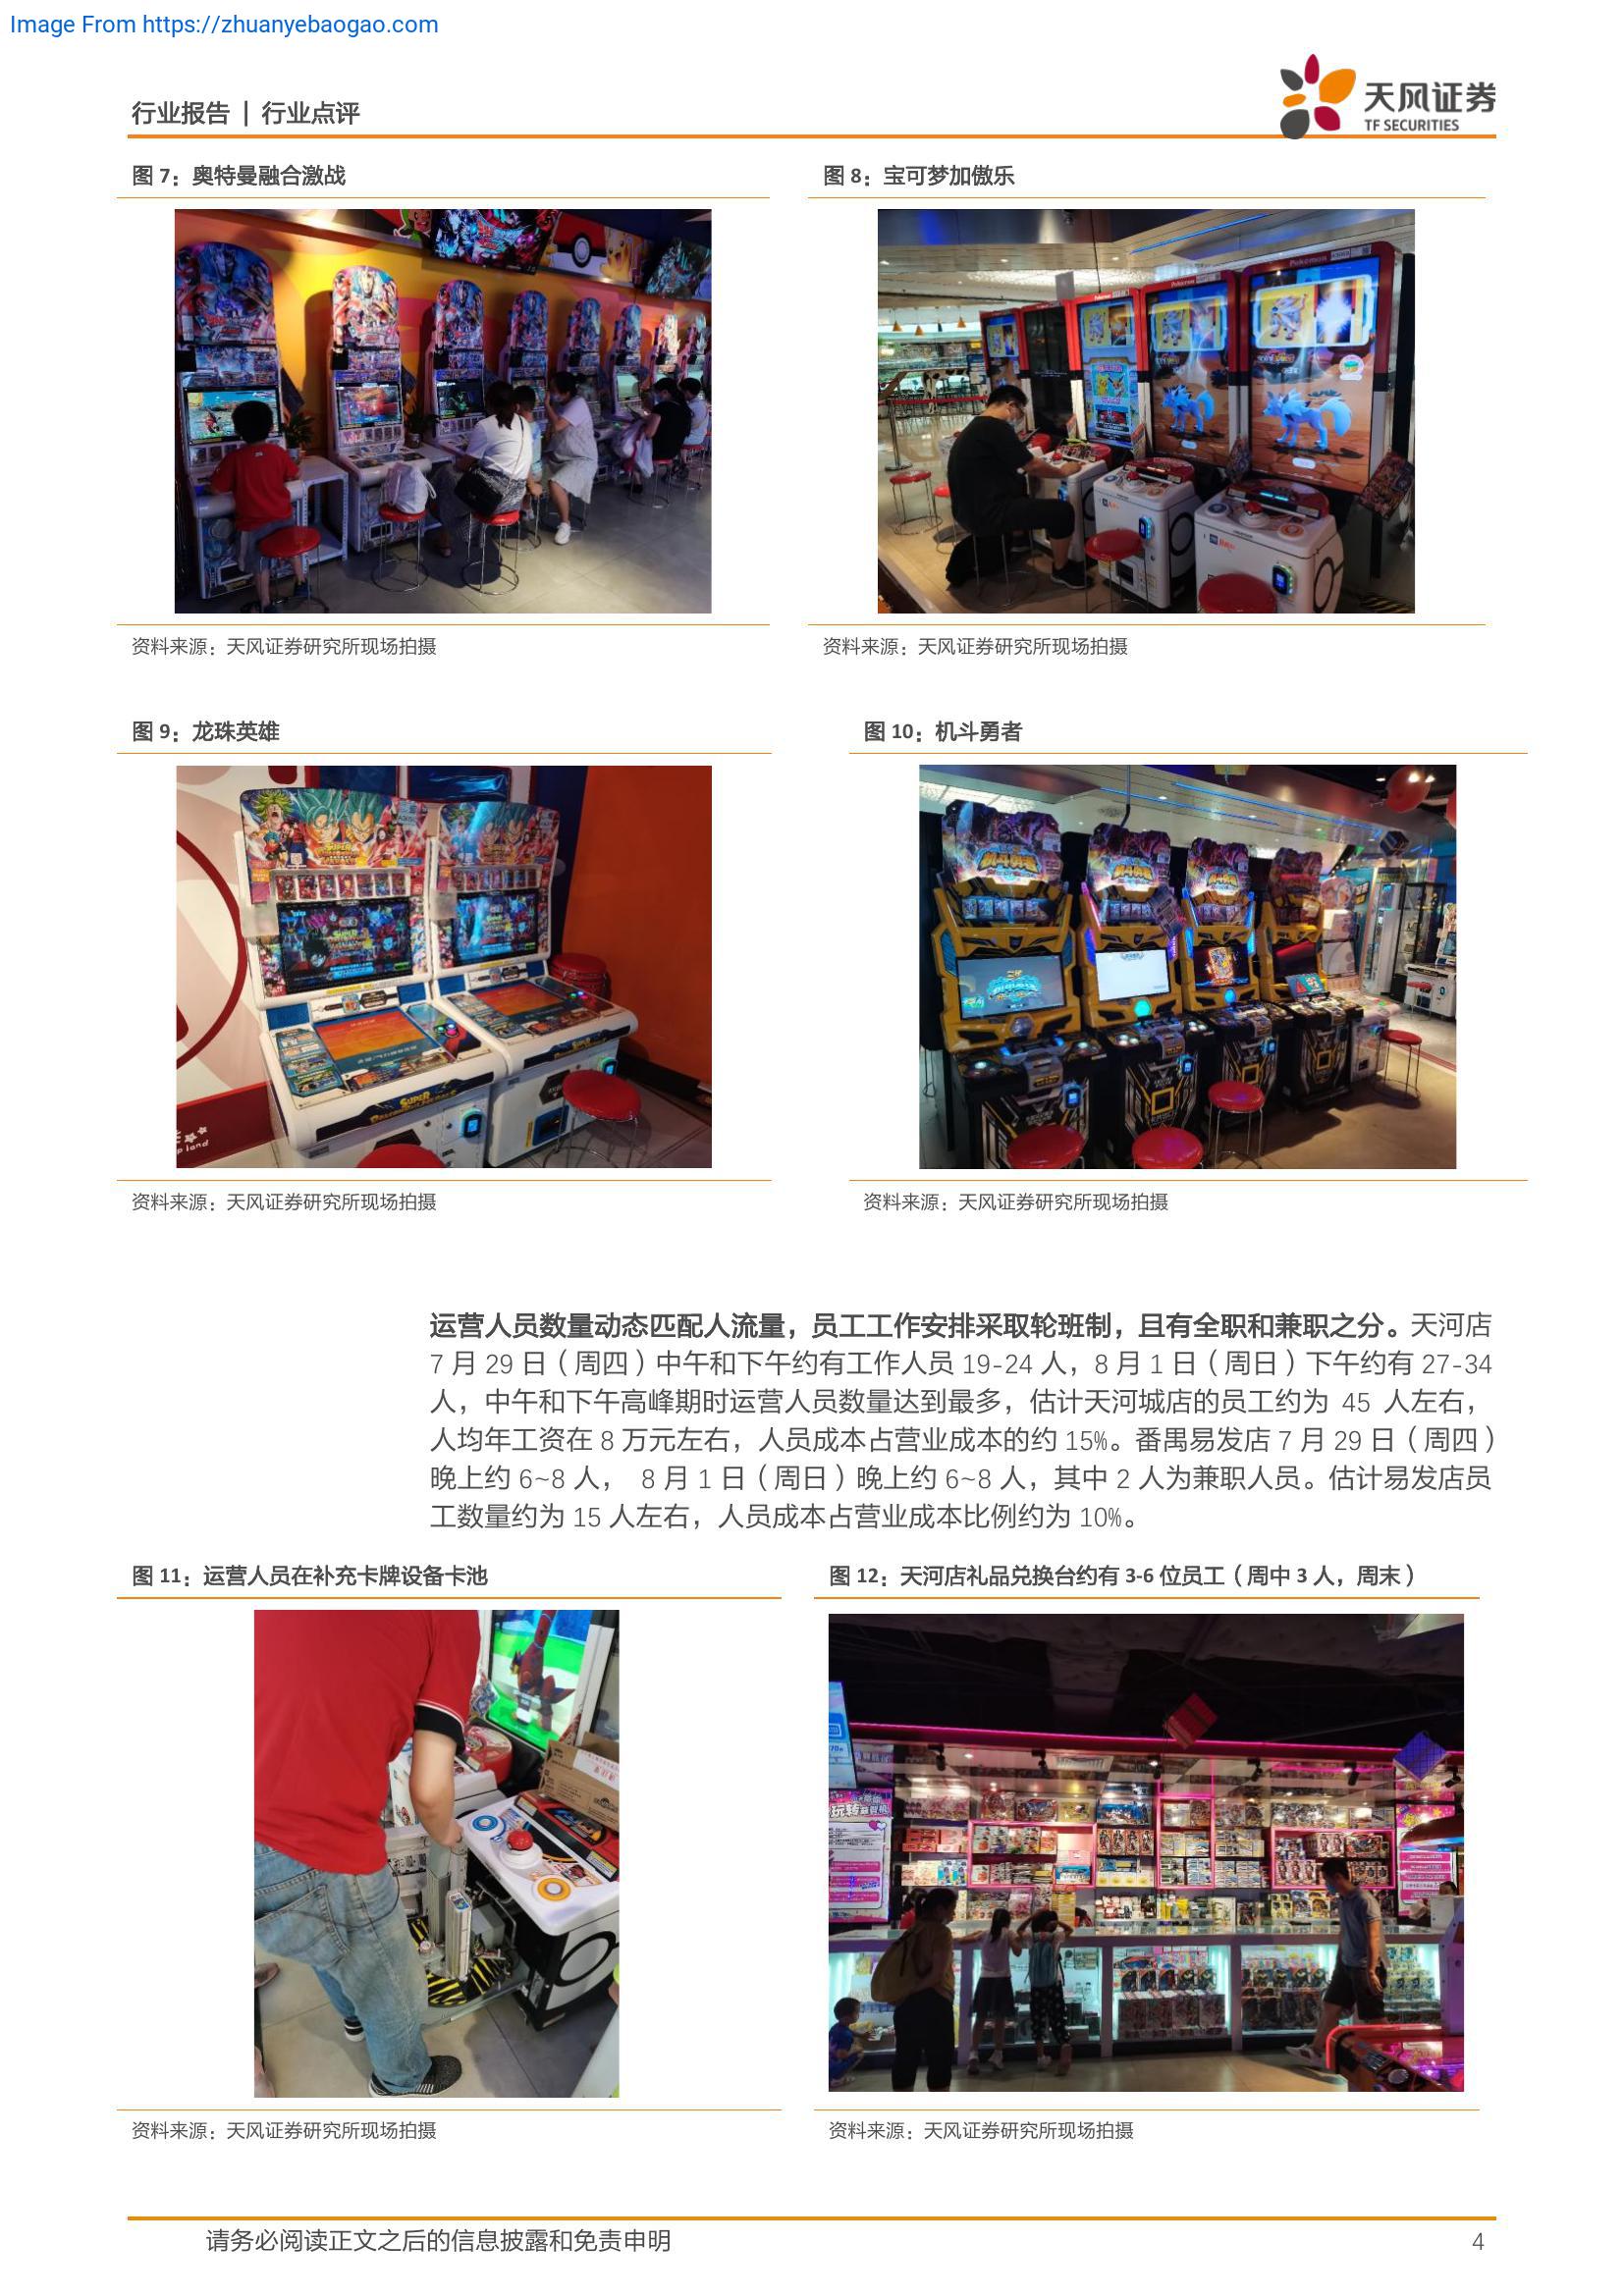 Image From https://zhuanyebaogao.com
行业报告 | 行业点评
天风证券
TF SECURITIES
图 7：奥特曼融合激战
图 8：宝可梦加傲乐
资料来源：天风证券研究所现场拍摄
资料来源：天风证券研究所现场拍摄
图 9：龙珠英雄
图 10：机斗勇者
SUPER
资料来源：天风证券研究所现场拍摄
资料来源：天风证券研究所现场拍摄
运营人员数量动态匹配人流量，员工工作安排采取轮班制，且有全职和兼职之分。天河店
7 月 29 日（周四）中午和下午约有工作人员 19-24 人，8 月 1 日（周日）下午约有 27-34
人，中午和下午高峰期时运营人员数量达到最多，估计天河城店的员工约为 45 人左右，
人均年工资在 8 万元左右，人员成本占营业成本的约 15%。番禺易发店 7 月 29 日（周四）
晚上约 6~8 人， 8 月 1 日（周日）晚上约 6~8 人，其中 2 人为兼职人员。估计易发店员
工数量约为 15 人左右，人员成本占营业成本比例约为 10%。
图 11：运营人员在补充卡牌设备卡池
图 12：天河店礼品兑换台约有 3-6 位员工（周中 3 人，周末）
玩转
资料来源：天风证券研究所现场拍摄
资料来源：天风证券研究所现场拍摄
请务必阅读正文之后的信息披露和免责申明
4